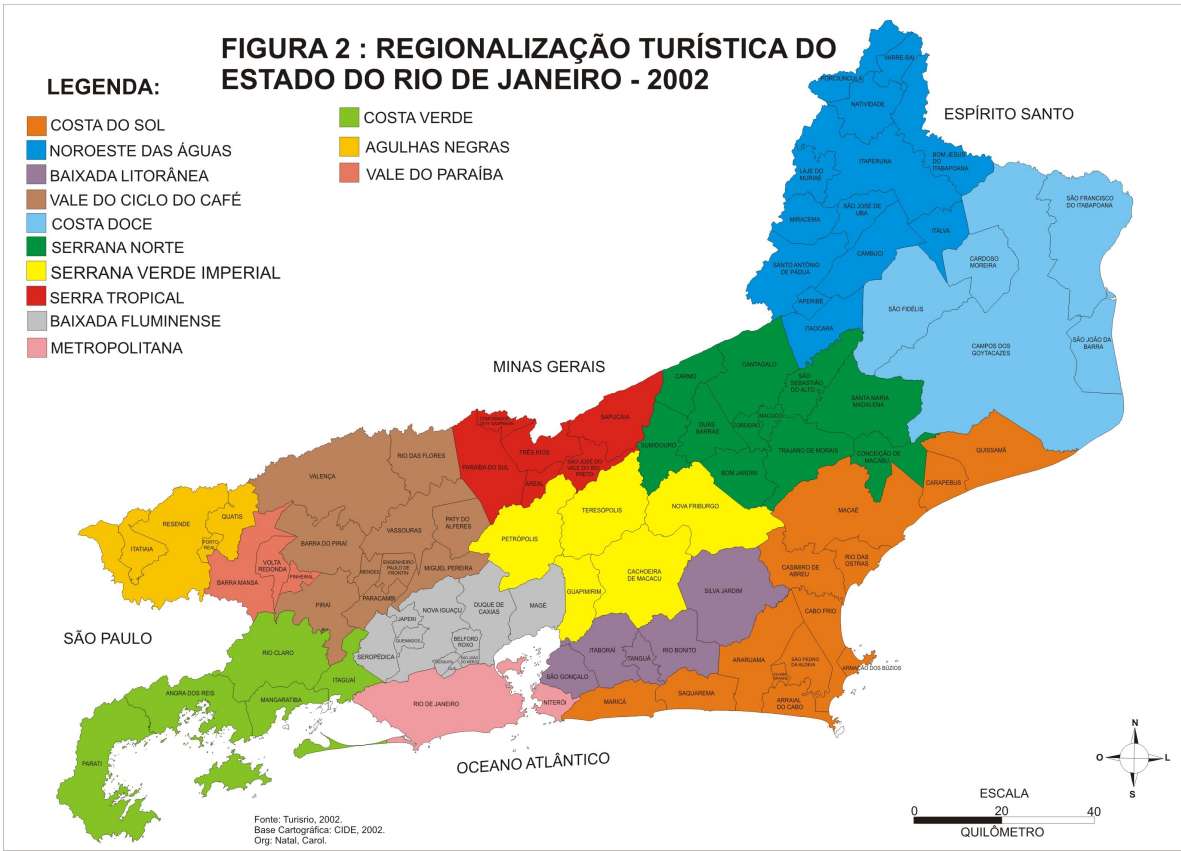 FIGURA 2 : REGIONALIZAÇÃO TURÍSTICA DO
ESTADO DO RIO DE JANEIRO - 2002
LEGENDA:
COSTA DO SOL
NOROESTE DAS ÁGUAS
BAIXADA LITORÂNEA
VALE DO CICLO DO CAFÉ
COSTA DOCE
SERRANA NORTE
SERRANA VERDE IMPERIAL
SERRA TROPICAL
BAIXADA FLUMINENSE
METROPOLITANA
COSTA VERDE
AGULHAS NEGRAS
VALE DO PARAÍBA
ESPÍRITO SANTO
MINAS GERAIS
SÃO PAULO
OCEANO ATLÂNTICO
VARRE-SAI
PORCIÚNCULA
NATIVIDADE
ITAPERUNA
BOM JESUS
DO
ITABAPOANA
LAJE DO
MURIAÉ
SÃO JOSÉ DE
UBA
MIRACEMA
ITALVA
CAMBUCI
SANTO ANTÔNIO
DE PÁDUA
APERIBÉ
ITAOCARA
SÃO FRANCISCO
DO ITABAPOANA
CARDOSO
MOREIRA
SÃO FIDÉLIS
CAMPOS DOS
GOYTACAZES
SÃO JOÃO DA
BARRA
CARMO
CANTAGALO
SÃO
SEBASTIÃO
DO ALTO
SANTA MARIA
MADALENA
MACUCO
CORDEIRO
DUAS
BARRAS
SUMIDOURO
TRAJANO DE MORAIS
CONCEIÇÃO DE
MACABU
BOM JARDIM
QUISSAMÃ
CARAPEBUS
MACAÉ
RIO DAS
OSTRAS
CASIMIRO DE
ABREU
CABO FRIO
ARARUAMA
SÃO PEDRO
DA ALDEIA
ARMAÇÃO DOS BÚZIOS
ARRAIAL
DO CABO
SAQUAREMA
MARICÁ
SAPUCAIA
TRÊS RIOS
PARAÍBA DO SUL
SÃO JOSÉ DO
VALE DO RIO
PRETO
AREAL
TERESÓPOLIS
NOVA FRIBURGO
PETRÓPOLIS
CACHOEIRA
DE MACACU
GUAPIMIRIM
SILVA JARDIM
ITABORAÍ
TANGUÁ
RIO BONITO
SÃO GONÇALO
NITERÓI
RIO DE JANEIRO
RIO DAS FLORES
VALENÇA
VASSOURAS
PATY DO
ALFERES
BARRA DO PIRAÍ
MENDES
ENGENHEIRO
PAULO DE
FRONTIN
MIGUEL PEREIRA
PARACAMBI
PIRAÍ
NOVA IGUAÇU
DUQUE DE
CAXIAS
MAGÉ
JAPERI
QUEIMADOS
BELFORD
ROXO
SEROPÉDICA
RESENDE
QUATIS
ITATIAIA
PORTO
REAL
VOLTA
REDONDA
BARRA MANSA
PINHEIRAL
RIO CLARO
ITAGUAÍ
ANGRA DOS REIS
MANGARATIBA
PARATI
N
O
L
S
ESCALA
0 20 40
QUILÔMETRO
Fonte: Turisrio, 2002.
Base Cartográfica: CIDE, 2002.
Org: Natal, Carol.